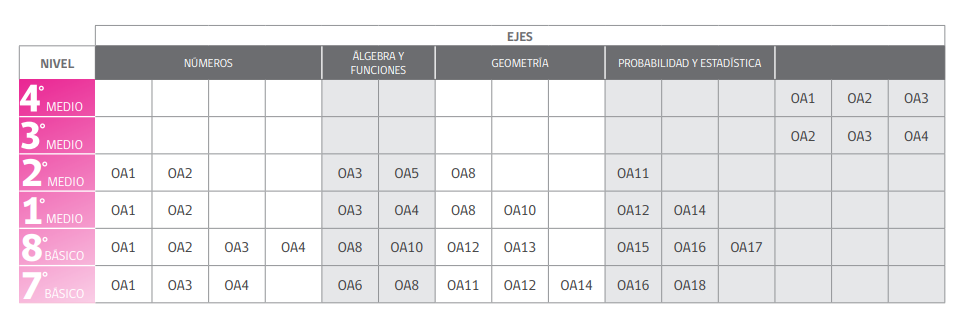 EJES
NIVEL NÚMEROS ÁLGEBRA Y FUNCIONES GEOMETRÍA PROBABILIDAD Y ESTADÍSTICA
4° MEDIO OA1 OA2 OA3
3° MEDIO OA2 OA3 OA4
2° MEDIO OA1 OA2 OA3 OA5 OA8 OA11
1° MEDIO OA1 OA2 OA3 OA4 OA8 OA10 OA12 OA14
8° BÁSICO OA1 OA2 OA3 OA4 OA8 OA10 OA12 OA13 OA15 OA16 OA17
7° BÁSICO OA1 OA3 OA4 OA6 OA8 OA11 OA12 OA14 OA16 OA18